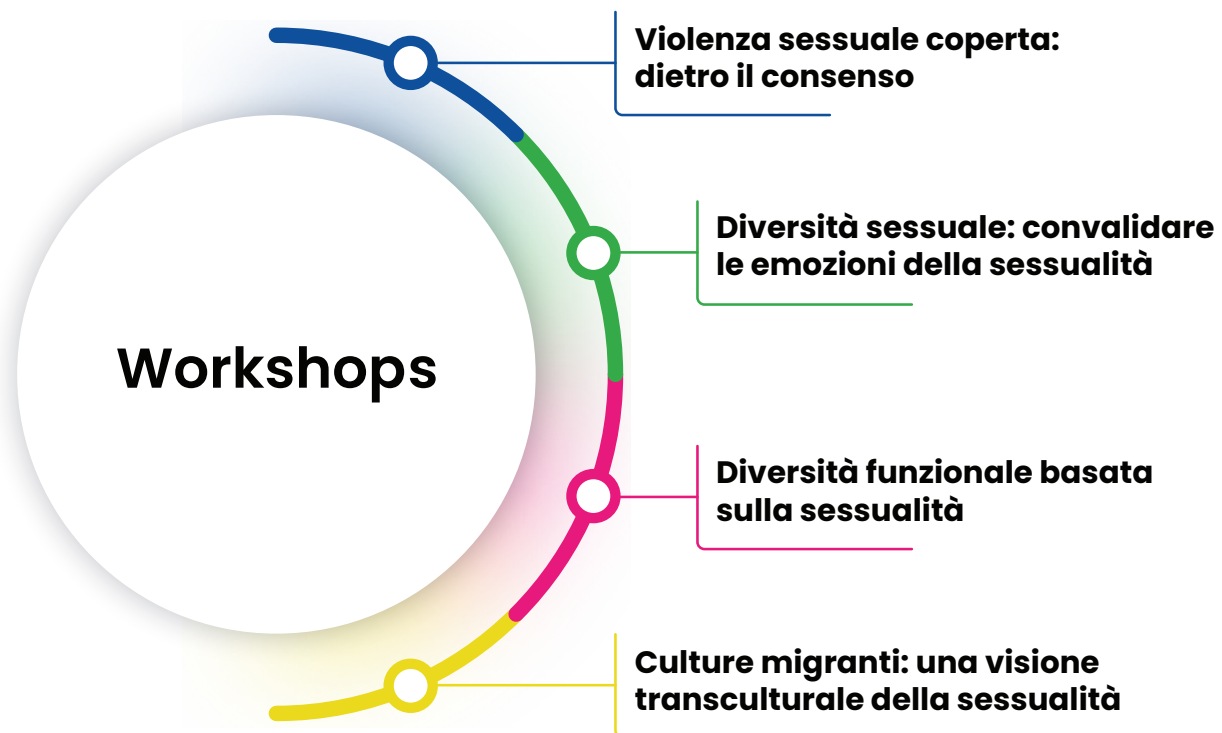 Workshops
Violenza sessuale coperta:
dietro il consenso
Diversità sessuale: convalidare
le emozioni della sessualità
Diversità funzionale basata
sulla sessualità
Culture migranti: una visione
transculturale della sessualità